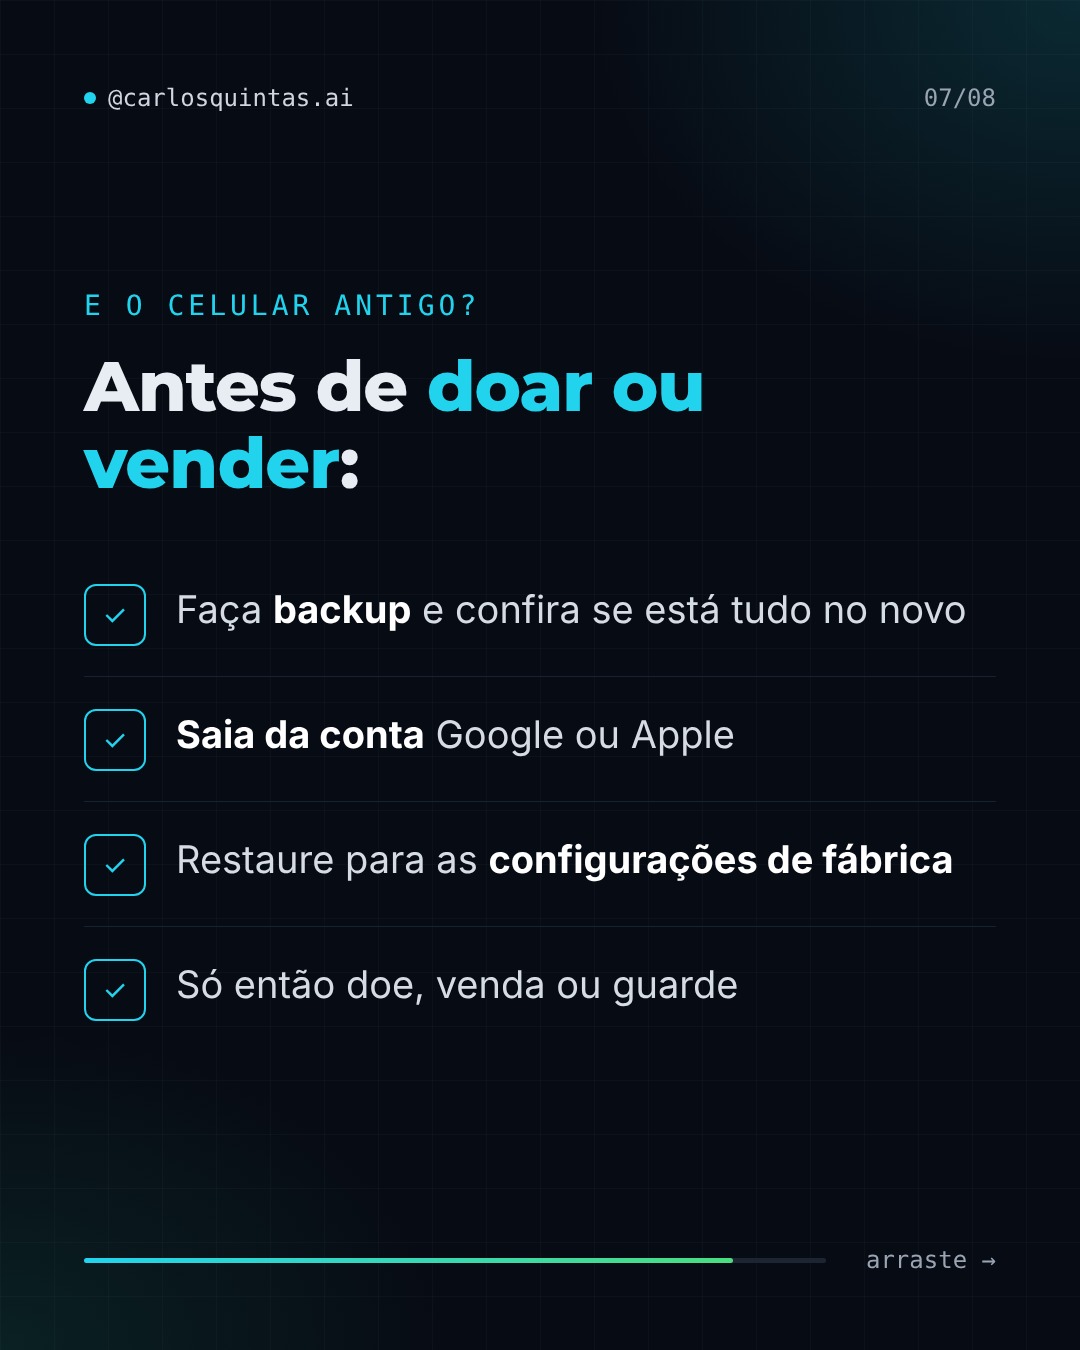 @carlosquintas.ai
07/08
E O CELULAR ANTIGO?
Antes de doar ou
vender:
Faça backup e confira se está tudo no novo
Saia da conta Google ou Apple
Restaure para as configurações de fábrica
Só então doe, venda ou guarde
arraste →